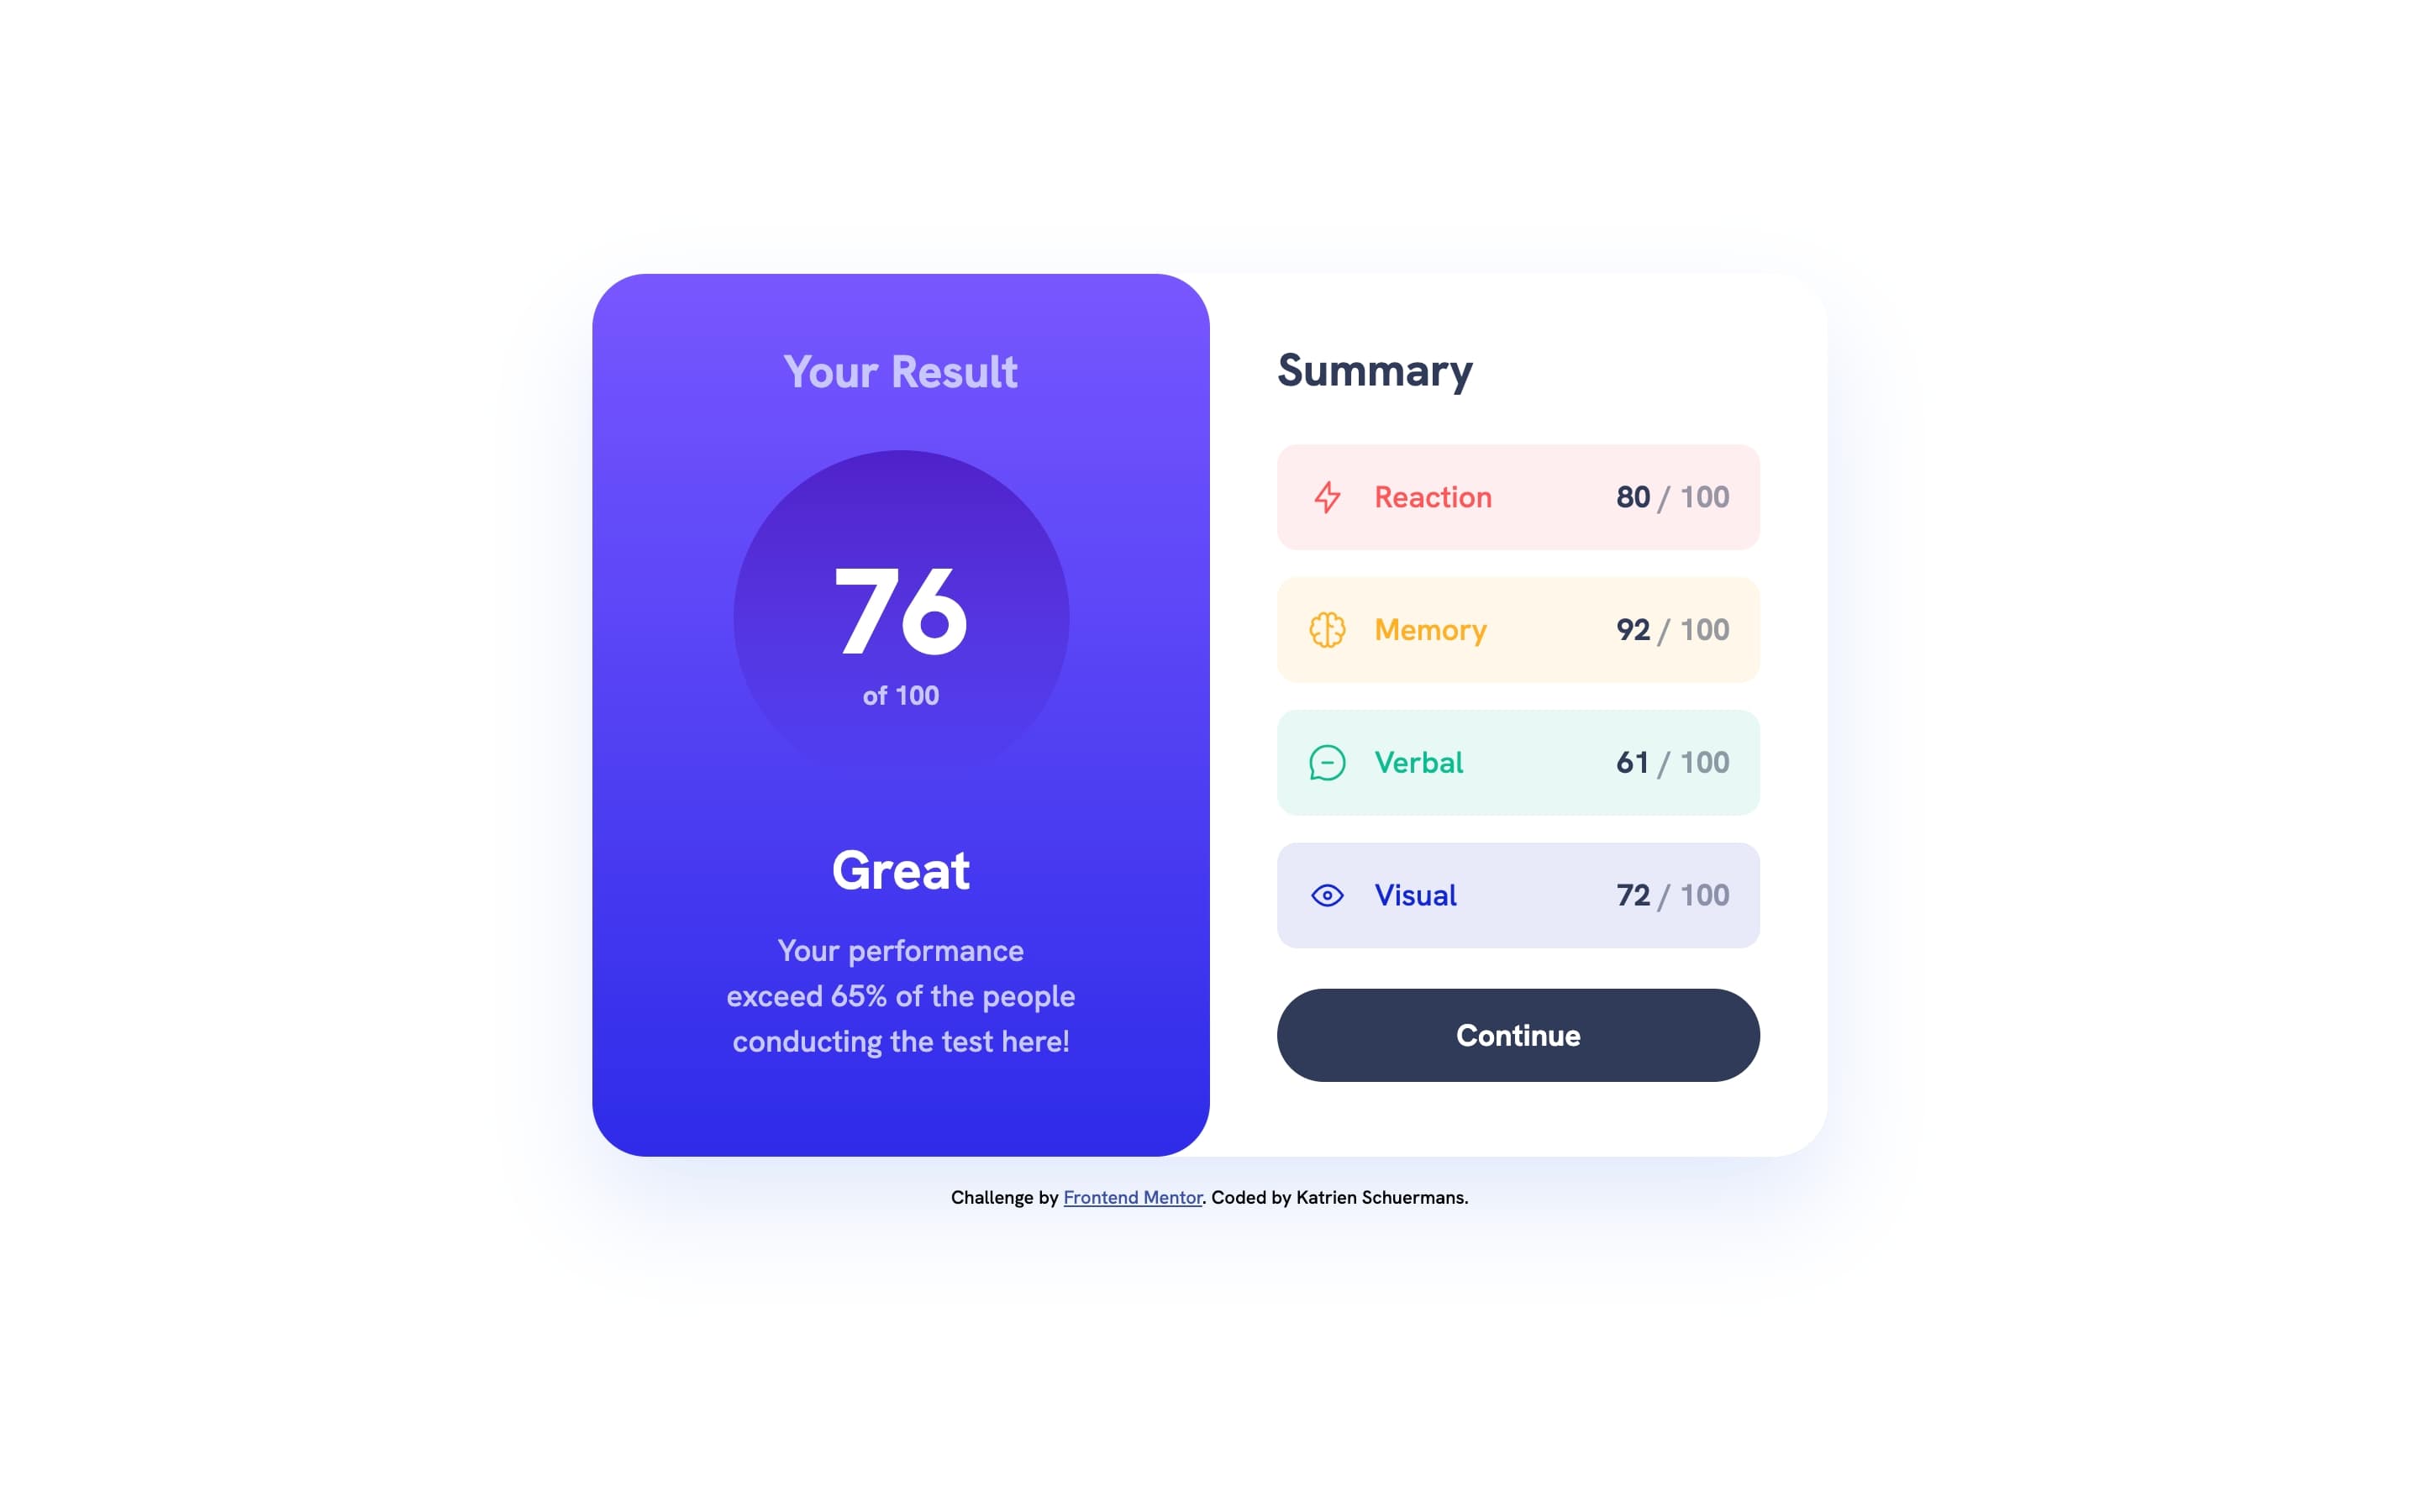 Your Result
76
of 100
Great
Your performance
exceed 65% of the people
conducting the test here!
Summary
Reaction 80 / 100
Memory 92 / 100
Verbal 61 / 100
Visual 72 / 100
Continue
Challenge by Frontend Mentor. Coded by Katrien Schuermans.